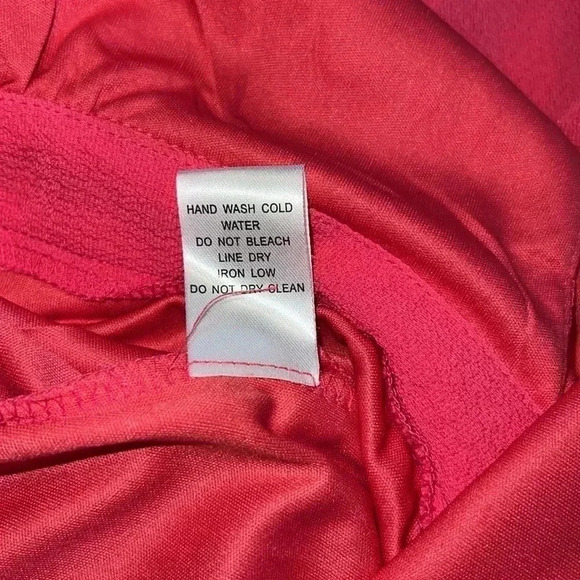 HAND WASH COLD
WATER
DO NOT BLEACH
LINE DRY
IRON LOW
DO NOT DRY CLEAN